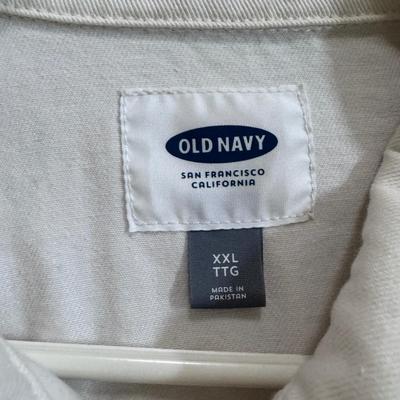 OLD NAVY
SAN FRANCISCO
CALIFORNIA
XXL
TTG
MADE IN
PAKISTAN